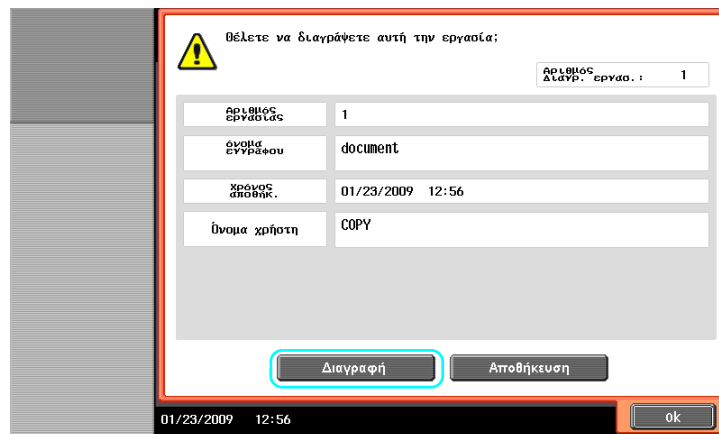 Θέλετε να διαγράψετε αυτή την εργασία;
Αριθμός
διαγρ. εργασ.: 1
Αριθμός
εργασίας
1
όνομα
εγγράφου
document
Χρόνος
αποθήκ.
01/23/2009 12:56
Όνομα χρήστη
COPY
Διαγραφή
Αποθήκευση
01/23/2009 12:56
ok